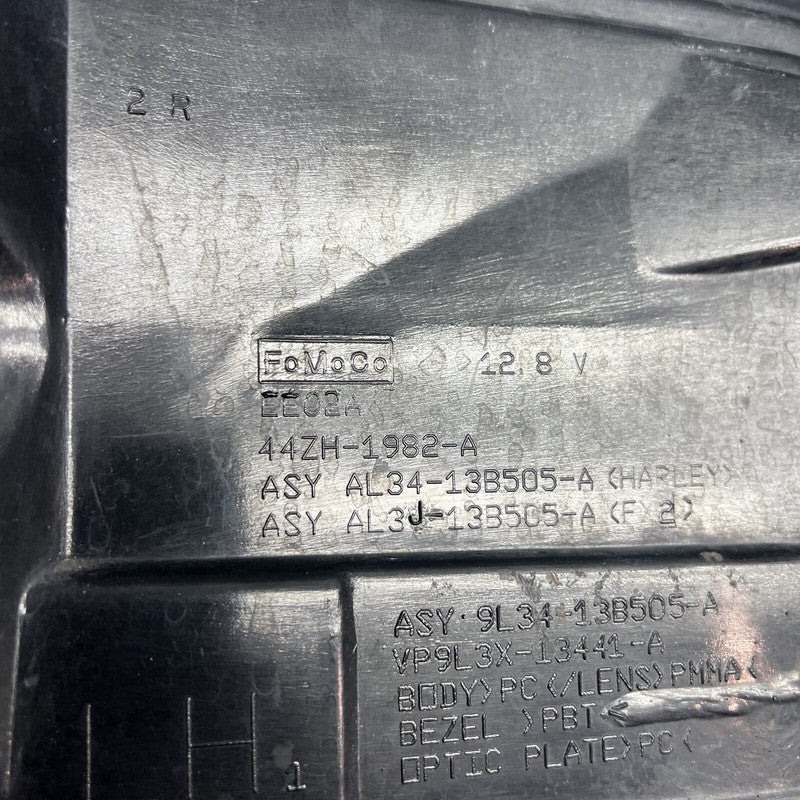 2 R
FoMoCo 12.8 V
EE02A
44ZH-1982-A
ASY AL34-13B505-A <HARLEY>
ASY AL3J-13B505-A <FX2>
ASY 9L34-13B505-A
VP9L3X-13441-A
BODY>PC</LENS>PMMA<
BEZEL >PBT<
OPTIC PLATE>PC<
1